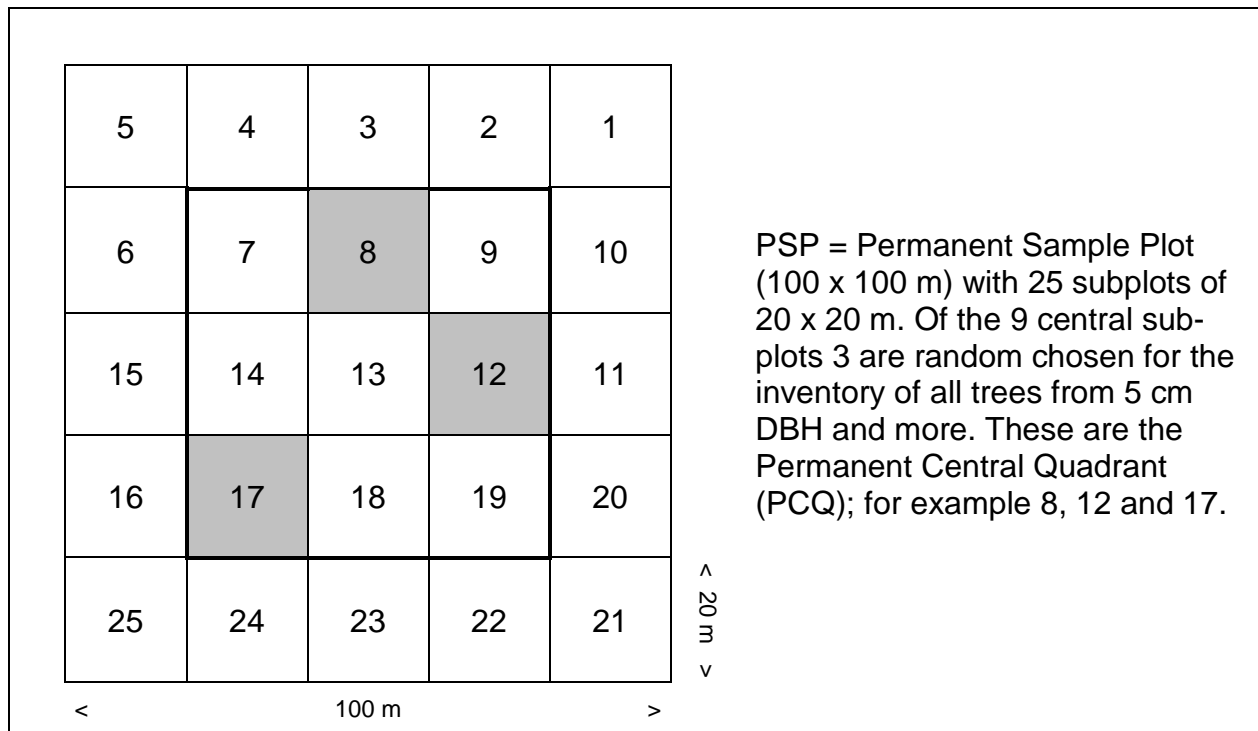 5 4 3 2 1
6 7 8 9 10
15 14 13 12 11
16 17 18 19 20
25 24 23 22 21
< 20 m >
< 100 m >
PSP = Permanent Sample Plot
(100 x 100 m) with 25 subplots of
20 x 20 m. Of the 9 central sub-
plots 3 are random chosen for the
inventory of all trees from 5 cm
DBH and more. These are the
Permanent Central Quadrant
(PCQ); for example 8, 12 and 17.